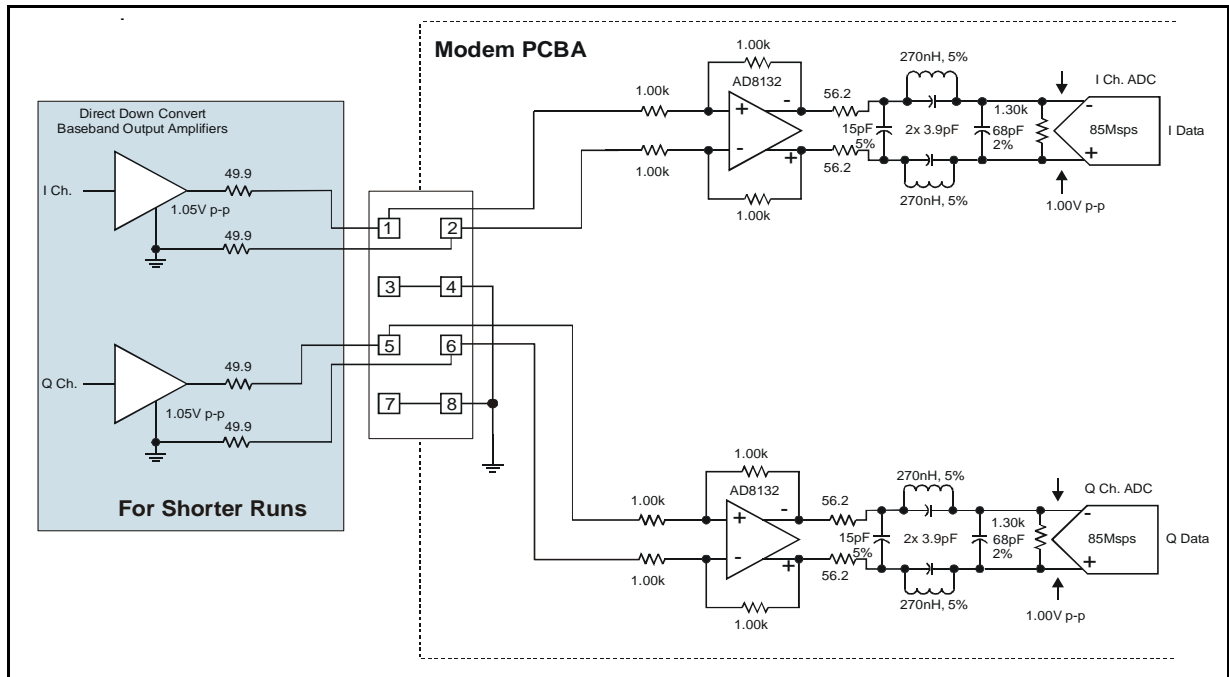 Modem PCBA
Direct Down Convert
Baseband Output Amplifiers
I Ch.
49.9
1.05V p-p
49.9
Q Ch.
49.9
1.05V p-p
49.9
For Shorter Runs
1
2
3
4
5
6
7
8
1.00k
AD8132
1.00k
+
-
-
+
1.00k
1.00k
56.2
56.2
15pF
5%
270nH, 5%
2x 3.9pF
270nH, 5%
1.30k
68pF
2%
I Ch. ADC
-
85Msps
+
I Data
1.00V p-p
1.00k
AD8132
1.00k
+
-
-
+
1.00k
1.00k
56.2
56.2
15pF
5%
270nH, 5%
2x 3.9pF
270nH, 5%
1.30k
68pF
2%
Q Ch. ADC
-
85Msps
+
Q Data
1.00V p-p